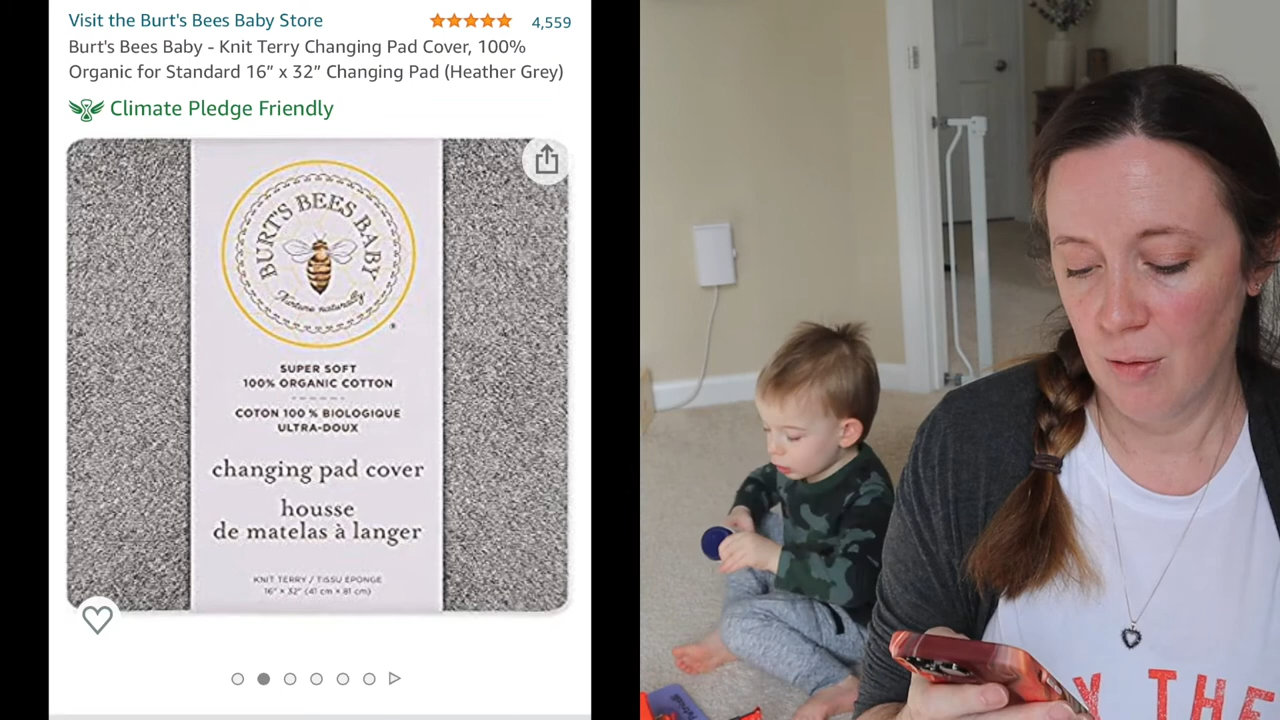 Visit the Burt's Bees Baby Store
4,559
Burt's Bees Baby - Knit Terry Changing Pad Cover, 100%
Organic for Standard 16” x 32” Changing Pad (Heather Grey)
Climate Pledge Friendly
BURT'S BEES BABY
Nature naturally
®
SUPER SOFT
100% ORGANIC COTTON
COTON 100 % BIOLOGIQUE
ULTRA-DOUX
changing pad cover
housse
de matelas à langer
KNIT TERRY / TISSU ÉPONGE
16" x 32" (41 cm x 81 cm)
THE